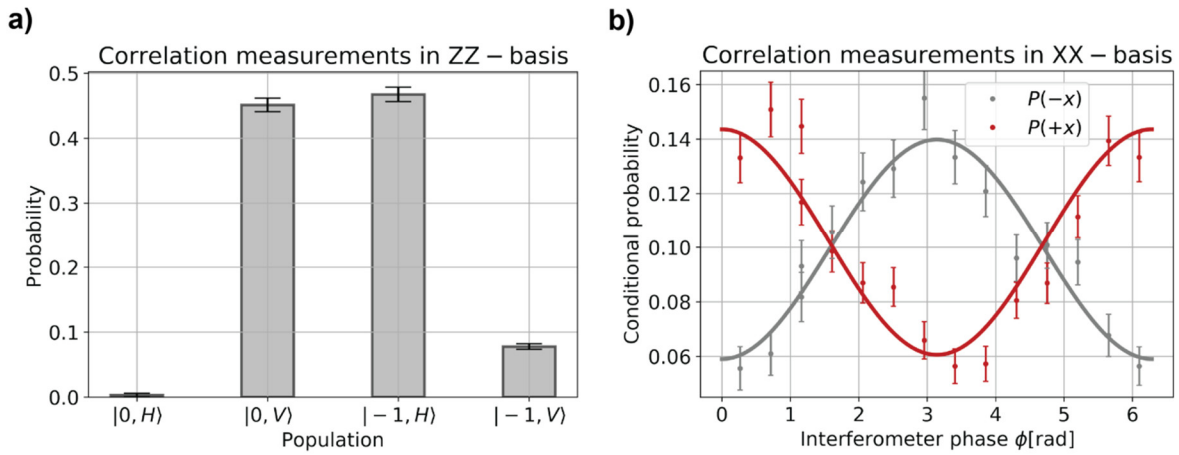 a)
Correlation measurements in ZZ − basis
0.5
0.4
0.3
0.2
0.1
0.0
Probability
|0, H⟩ |0, V⟩ | − 1, H⟩ | − 1, V⟩
Population
b)
Correlation measurements in XX − basis
0.16
0.14
0.12
0.10
0.08
0.06
Conditional probability
P(−x)
P(+x)
0 1 2 3 4 5 6
Interferometer phase ϕ[rad]